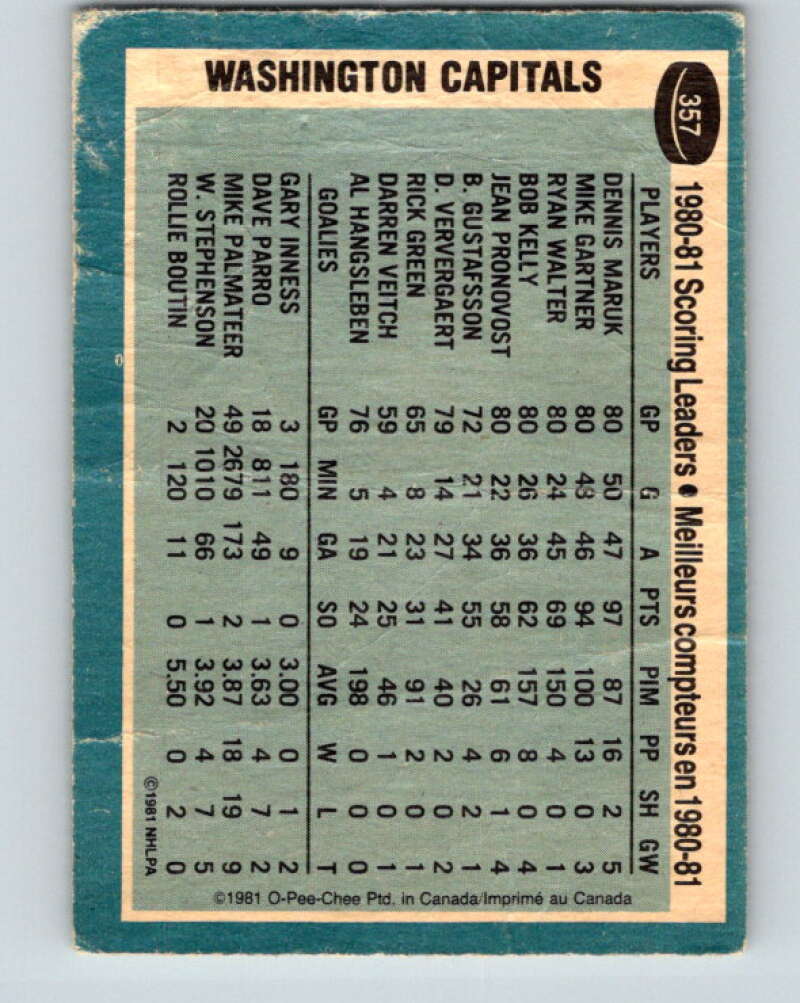 WASHINGTON CAPITALS
357
1980-81 Scoring Leaders • Meilleurs compteurs en 1980-81
PLAYERS GP G A PTS PIM PP SH GW
DENNIS MARUK 80 50 47 97 87 16 2 5
MIKE GARTNER 80 48 46 94 100 13 0 3
RYAN WALTER 80 24 45 69 150 4 0 1
BOB KELLY 80 26 36 62 157 8 0 4
JEAN PRONOVOST 80 22 36 58 61 6 1 4
B. GUSTAFSSON 72 21 34 55 26 4 2 1
D. VERVERGAERT 79 14 27 41 40 2 0 2
RICK GREEN 65 8 23 31 91 2 0 1
DARREN VEITCH 59 4 21 25 46 1 0 1
AL HANGSLEBEN 76 5 19 24 198 0 0 0
GOALIES GP MIN GA SO AVG W L T
GARY INNESS 3 180 9 0 3.00 0 1 2
DAVE PARRO 18 811 49 1 3.63 4 7 2
MIKE PALMATEER 49 2679 173 2 3.87 18 19 9
W. STEPHENSON 20 1010 66 1 3.92 4 7 5
ROLLIE BOUTIN 2 120 11 0 5.50 0 2 0
©1981 NHLPA
©1981 O-Pee-Chee Ptd. in Canada/Imprimé au Canada